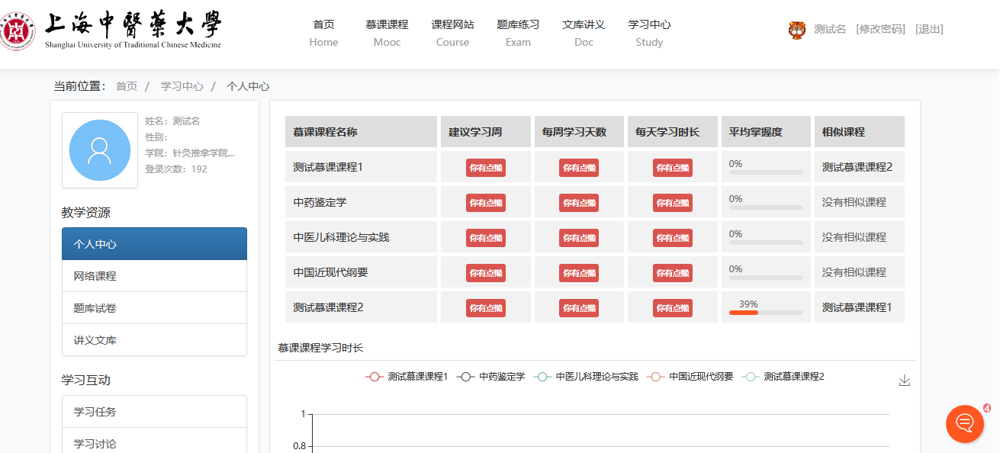 上海中醫藥大學
Shanghai University of Traditional Chinese Medicine
首页 慕课课程 课程网站 题库练习 文库讲义 学习中心
Home Mooc Course Exam Doc Study
测试名 [修改密码] [退出]
当前位置： 首页 / 学习中心 / 个人中心
姓名：测试名
性别：
学院：针灸推拿学院...
登录次数：192
教学资源
个人中心
网络课程
题库试卷
讲义文库
学习互动
学习任务
学习讨论
慕课课程名称 建议学习周 每周学习天数 每天学习时长 平均掌握度 相似课程
测试慕课课程1 你有点懒 你有点懒 你有点懒 0% 测试慕课课程2
中药鉴定学 你有点懒 你有点懒 你有点懒 0% 没有相似课程
中医儿科理论与实践 你有点懒 你有点懒 你有点懒 0% 没有相似课程
中国近现代纲要 你有点懒 你有点懒 你有点懒 0% 没有相似课程
测试慕课课程2 你有点懒 你有点懒 你有点懒 39% 测试慕课课程1
慕课课程学习时长
测试慕课课程1 中药鉴定学 中医儿科理论与实践 中国近现代纲要 测试慕课课程2
1
0.8
4